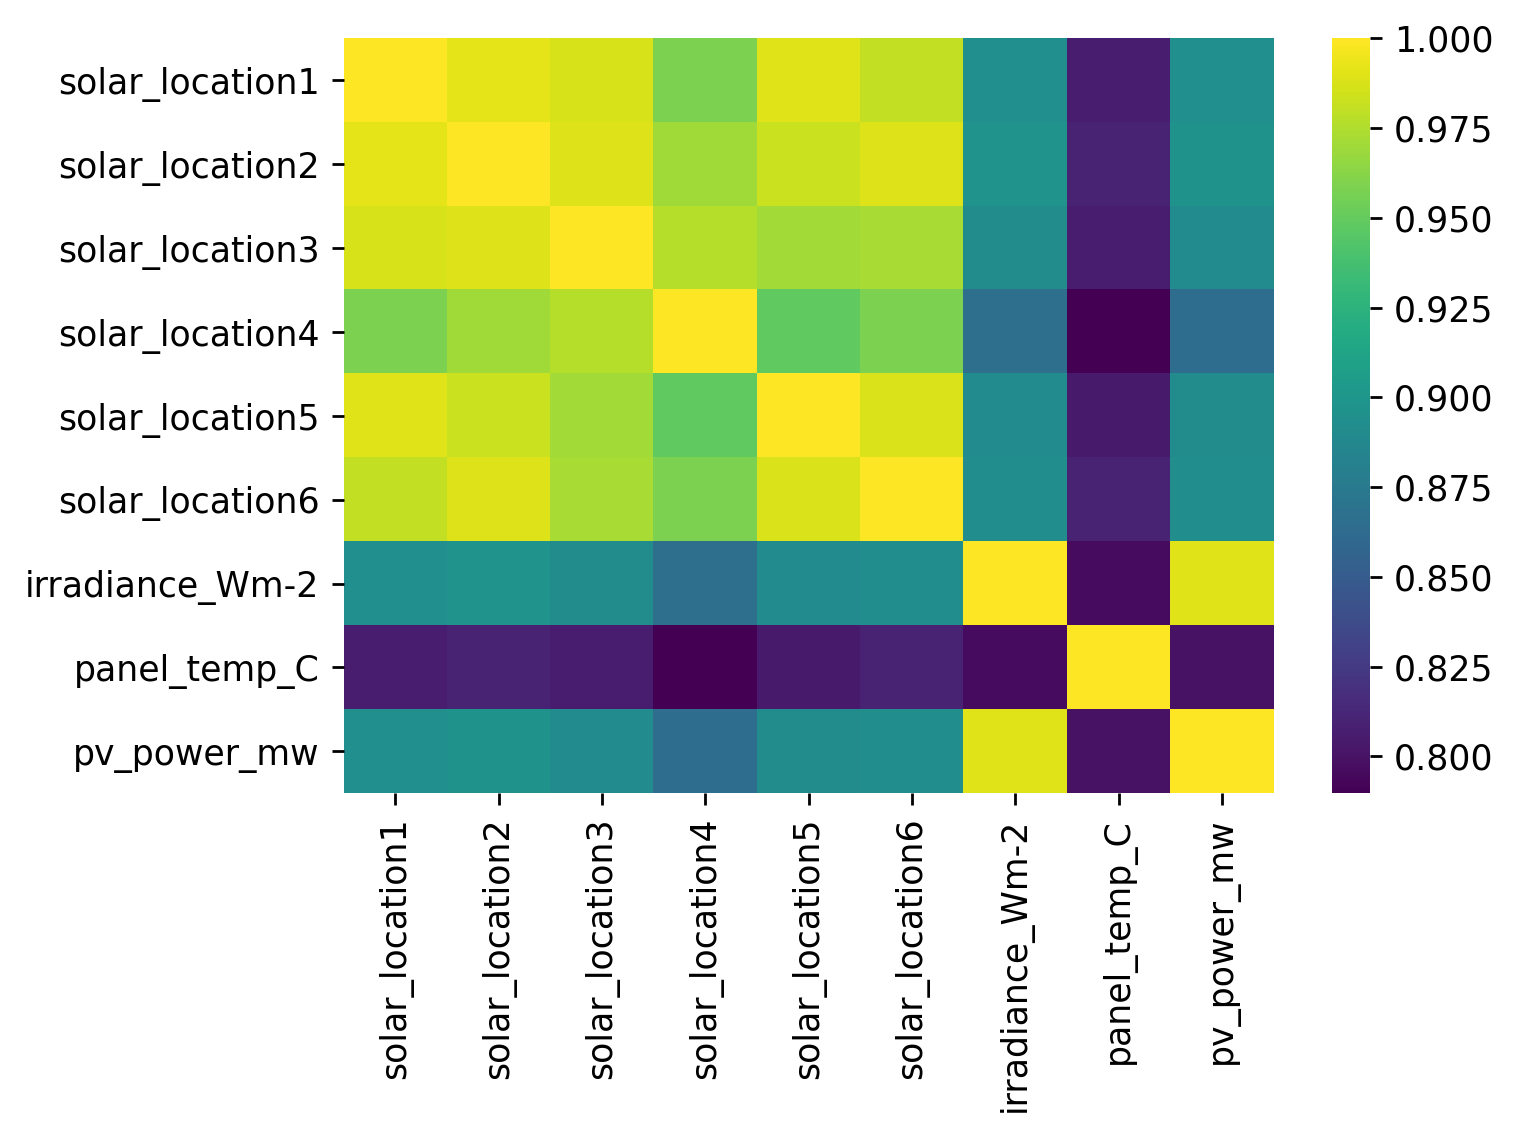 solar_location1
solar_location2
solar_location3
solar_location4
solar_location5
solar_location6
irradiance_Wm-2
panel_temp_C
pv_power_mw
solar_location1
solar_location2
solar_location3
solar_location4
solar_location5
solar_location6
irradiance_Wm-2
panel_temp_C
pv_power_mw
1.000
0.975
0.950
0.925
0.900
0.875
0.850
0.825
0.800